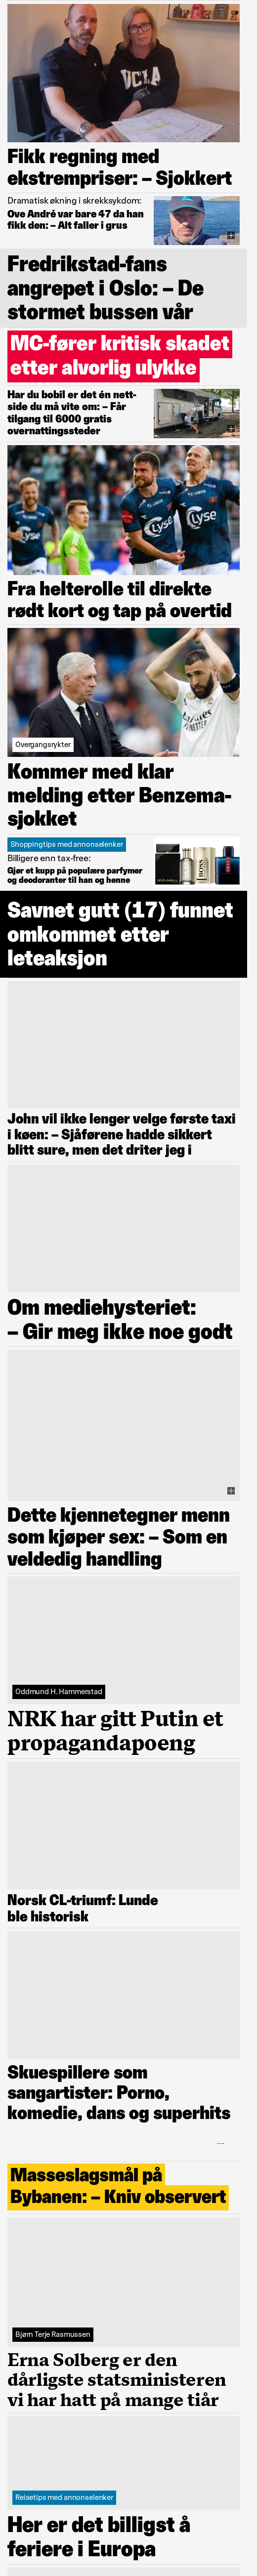 UCLA
Fikk regning med
ekstrempriser: – Sjokkert
Dramatisk økning i skrekksykdom:
Ove André var bare 47 da han
fikk den: – Alt faller i grus
Fredrikstad-fans
angrepet i Oslo: – De
stormet bussen vår
MC-fører kritisk skadet
etter alvorlig ulykke
Har du bobil er det én nett-
side du må vite om: – Får
tilgang til 6000 gratis
overnattingssteder
Clyse
Clyse
Fra helterolle til direkte
rødt kort og tap på overtid
Overgangsrykter
Kommer med klar
melding etter Benzema-
sjokket
Shoppingtips med annonselenker
Billigere enn tax-free:
Gjør et kupp på populære parfymer
og deodoranter til han og henne
BOSS
Savnet gutt (17) funnet
omkommet etter
leteaksjon
John vil ikke lenger velge første taxi
i køen: – Sjåførene hadde sikkert
blitt sure, men det driter jeg i
Om mediehysteriet:
– Gir meg ikke noe godt
Dette kjennetegner menn
som kjøper sex: – Som en
veldedig handling
Oddmund H. Hammerstad
NRK har gitt Putin et
propagandapoeng
Norsk CL-triumf: Lunde
ble historisk
Skuespillere som
sangartister: Porno,
komedie, dans og superhits
Masseslagsmål på
Bybanen: – Kniv observert
Bjørn Terje Rasmussen
Erna Solberg er den
dårligste statsministeren
vi har hatt på mange tiår
Reisetips med annonselenker
Her er det billigst å
feriere i Europa